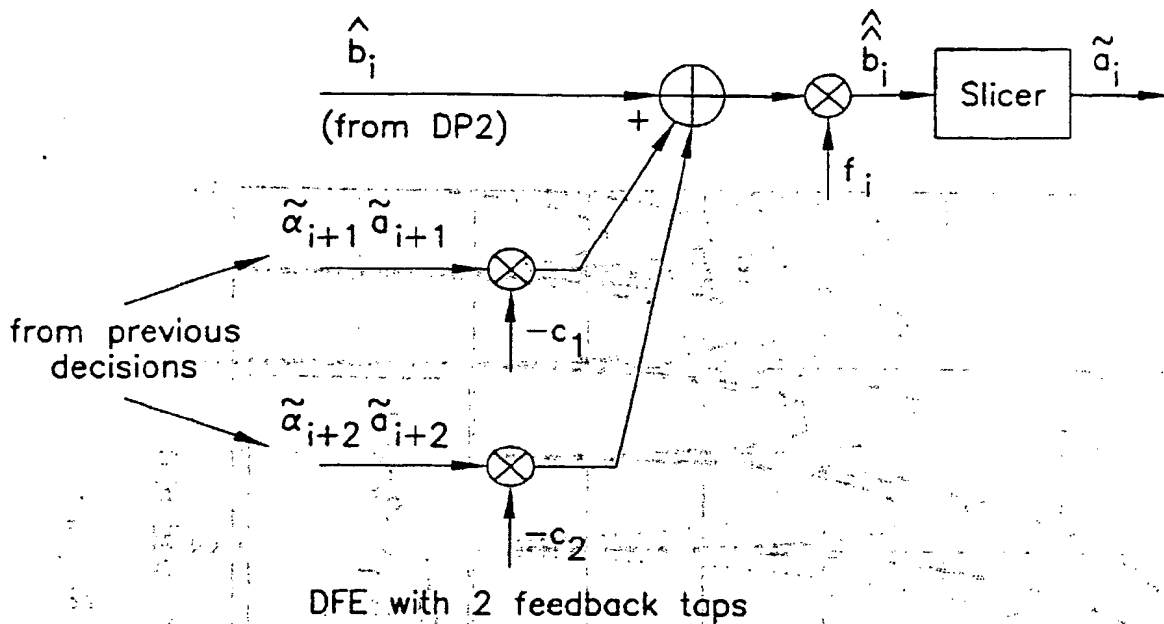 b̂ᵢ
(from DP2)
+
b̂̂ᵢ
fᵢ
Slicer
ãᵢ
α̃ᵢ₊₁ ãᵢ₊₁
-c₁
from previous
decisions
α̃ᵢ₊₂ ãᵢ₊₂
-c₂
DFE with 2 feedback taps